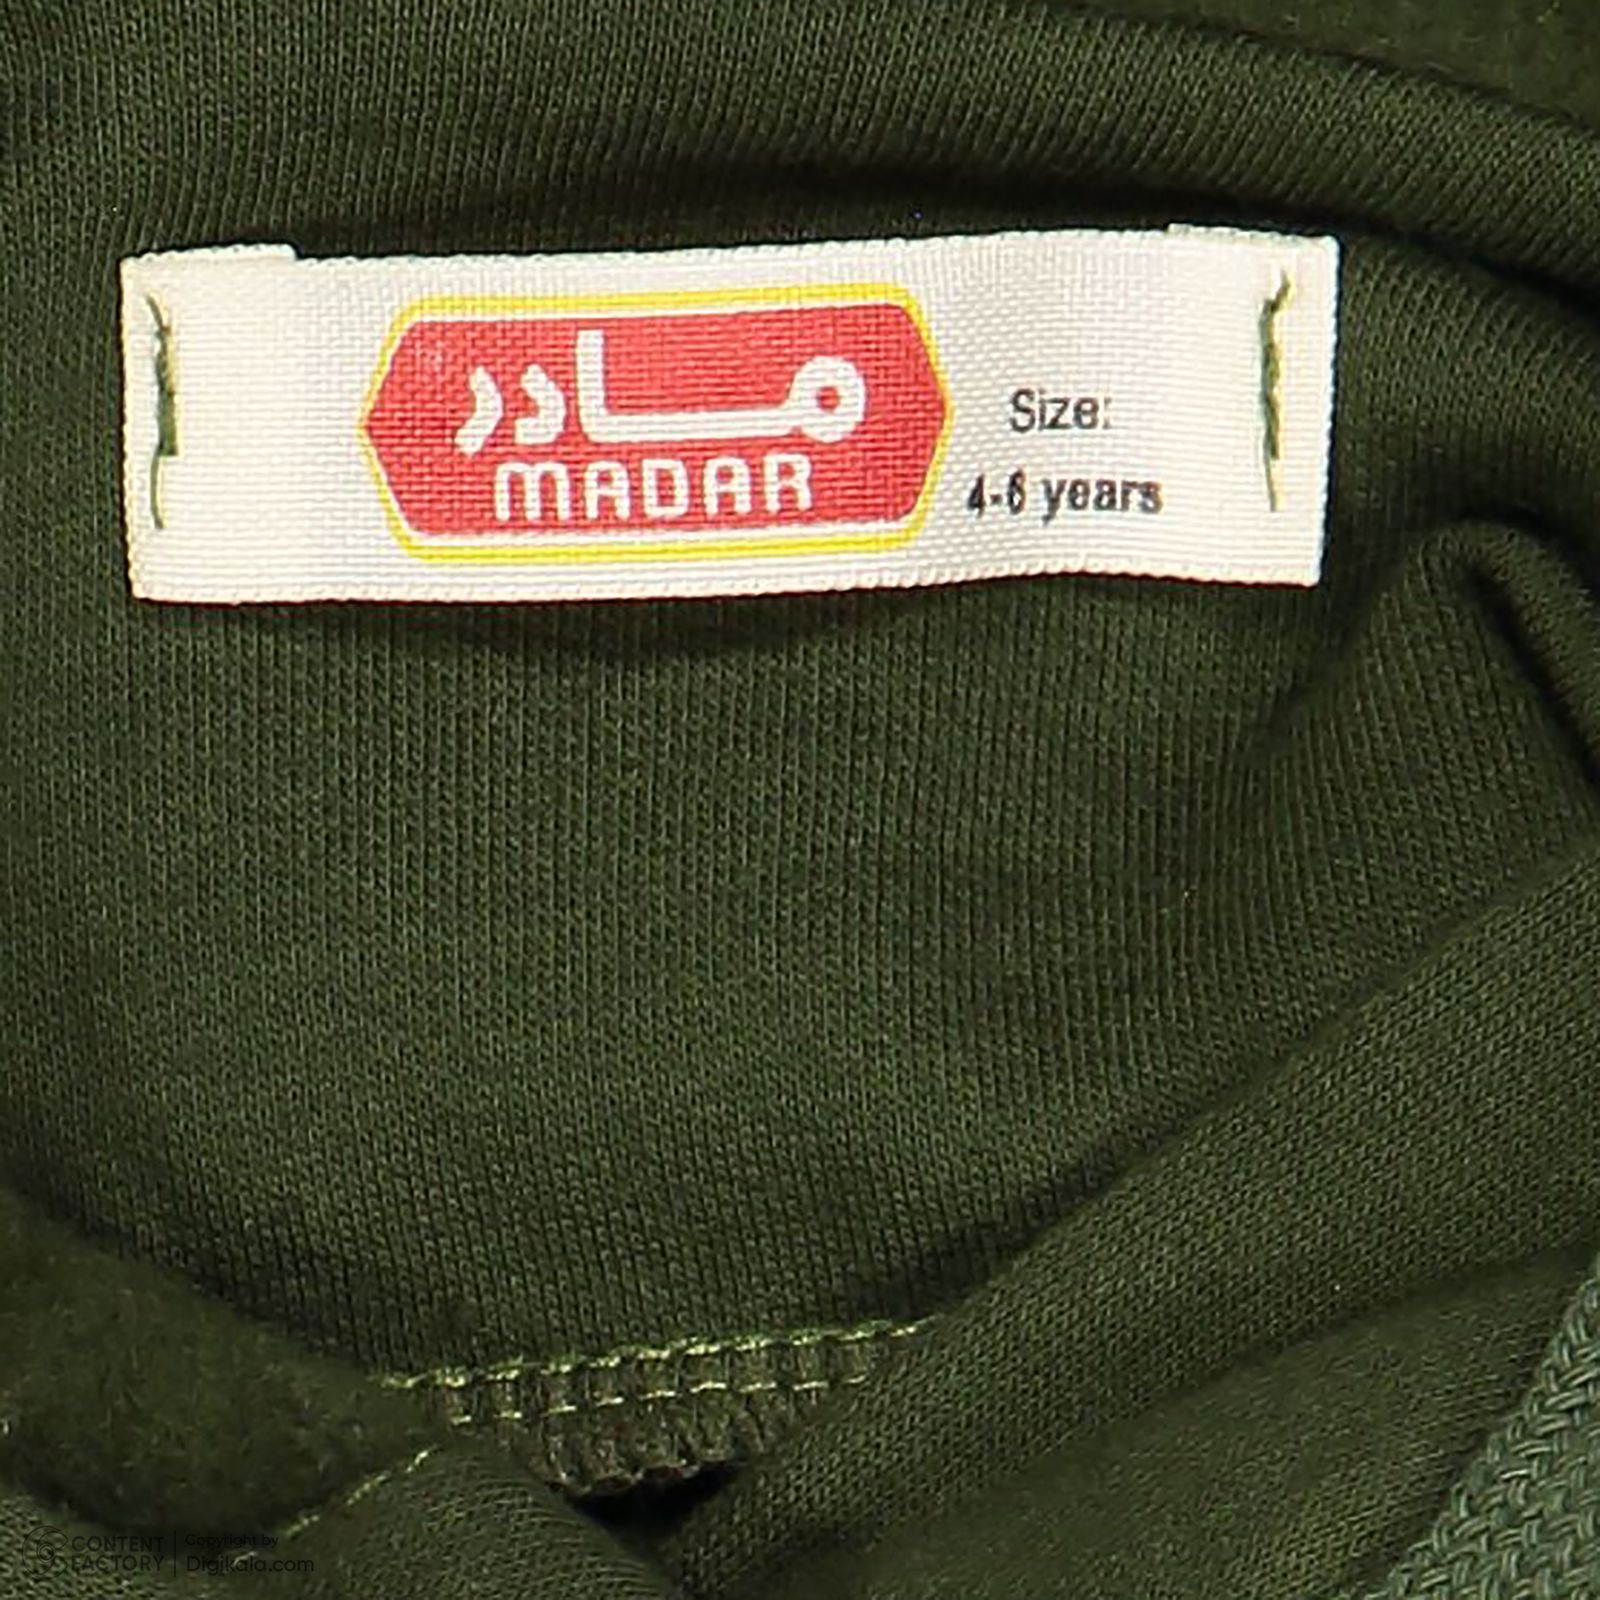 مادر
MADAR
Size:
4-6 years
CONTENT FACTORY
Copyright by
Digikala.com